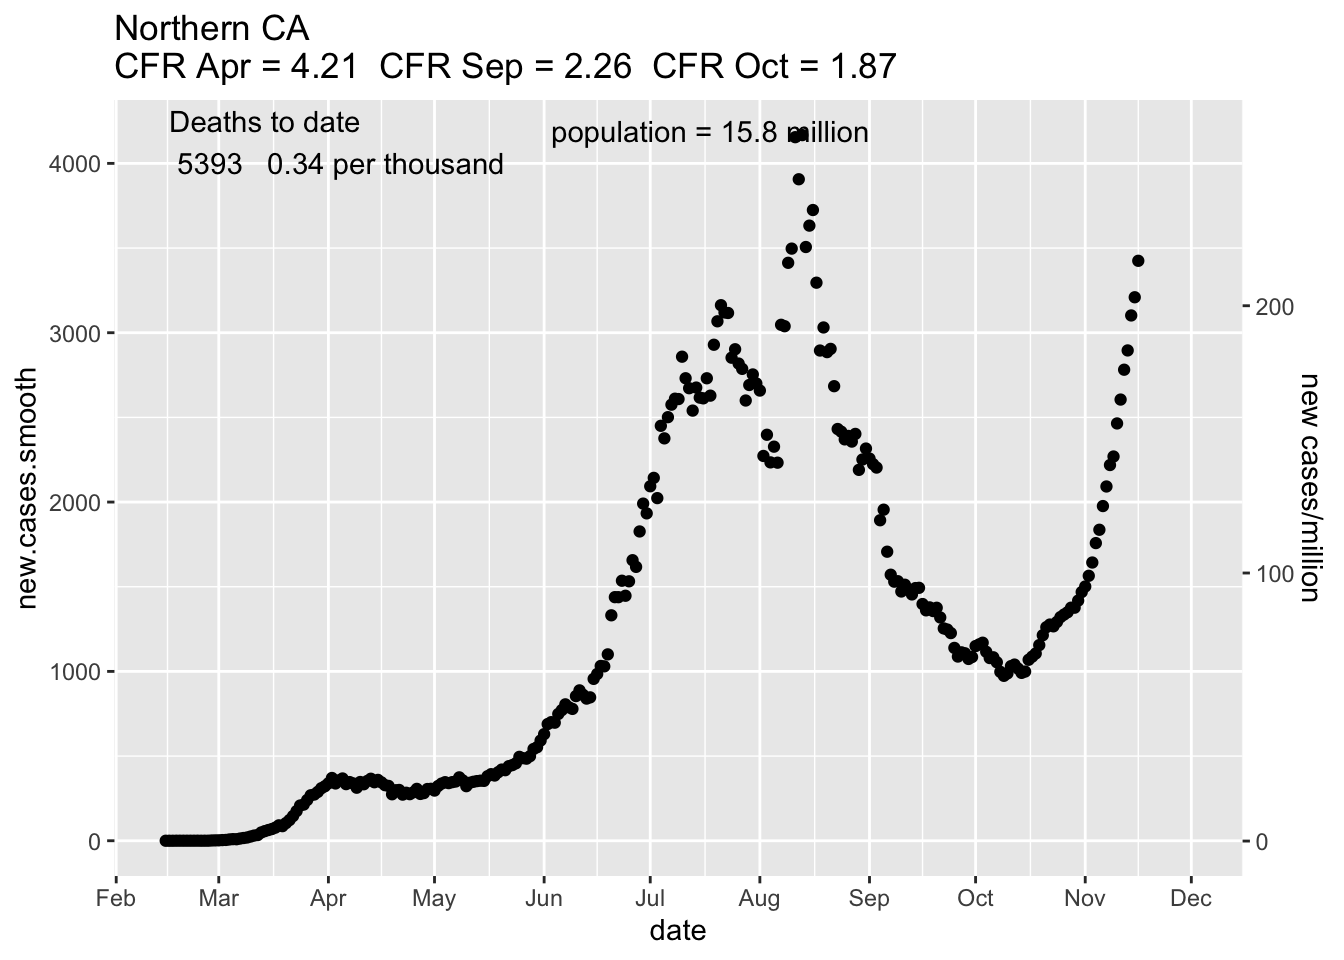 Northern CA
CFR Apr = 4.21  CFR Sep = 2.26  CFR Oct = 1.87
Deaths to date
5393   0.34 per thousand
population = 15.8 million
4000
3000
2000
1000
0
new.cases.smooth
200
100
0
new cases/million
Feb Mar Apr May Jun Jul Aug Sep Oct Nov Dec
date